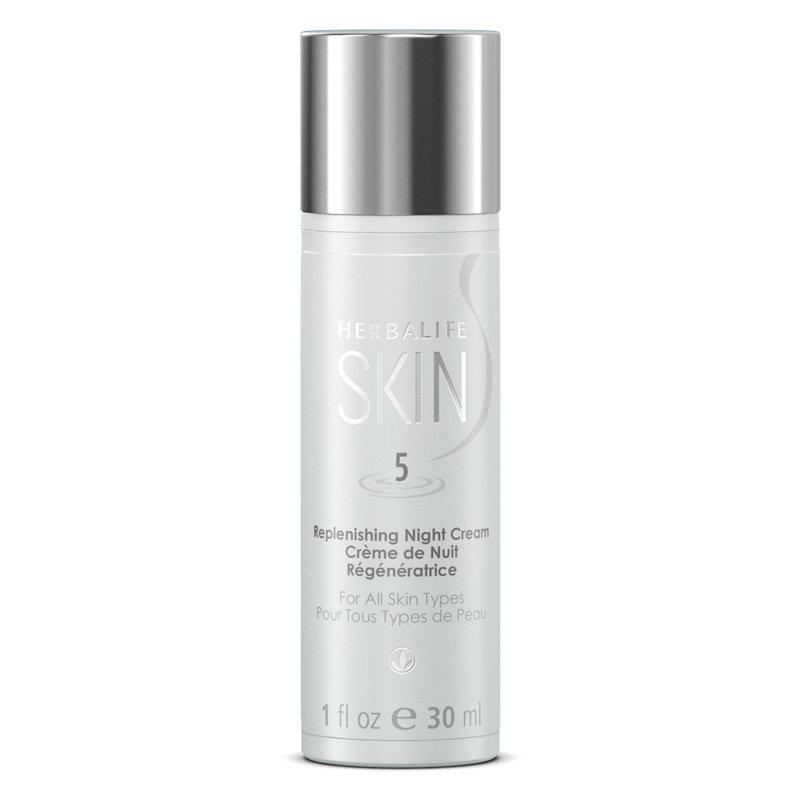 HERBALIFE
SKIN
5
Replenishing Night Cream
Crème de Nuit
Régénératrice
For All Skin Types
Pour Tous Types de Peau
1 fl oz ℮ 30 ml